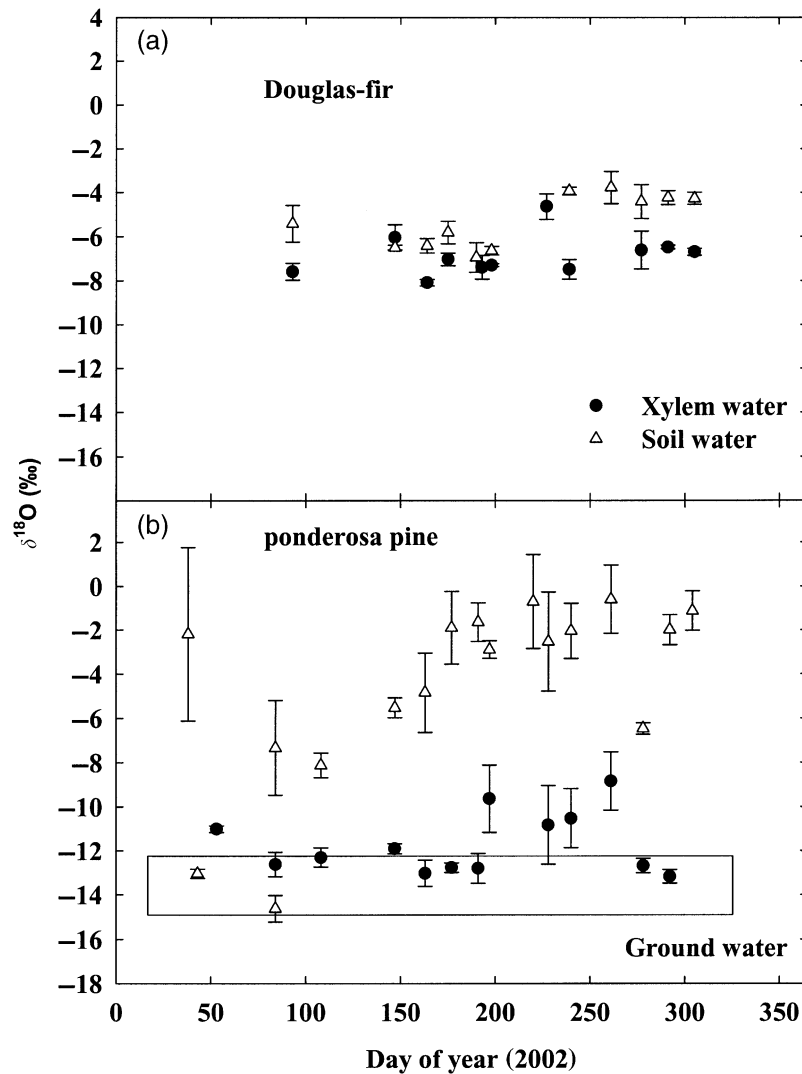 4
(a)
2
Douglas-fir
0
−2
−4
−6
−8
−10
−12
−14
−16
Xylem water
Soil water
δ18O (‰)
(b)
ponderosa pine
2
0
−2
−4
−6
−8
−10
−12
−14
−16
−18
Ground water
0 50 100 150 200 250 300 350
Day of year (2002)